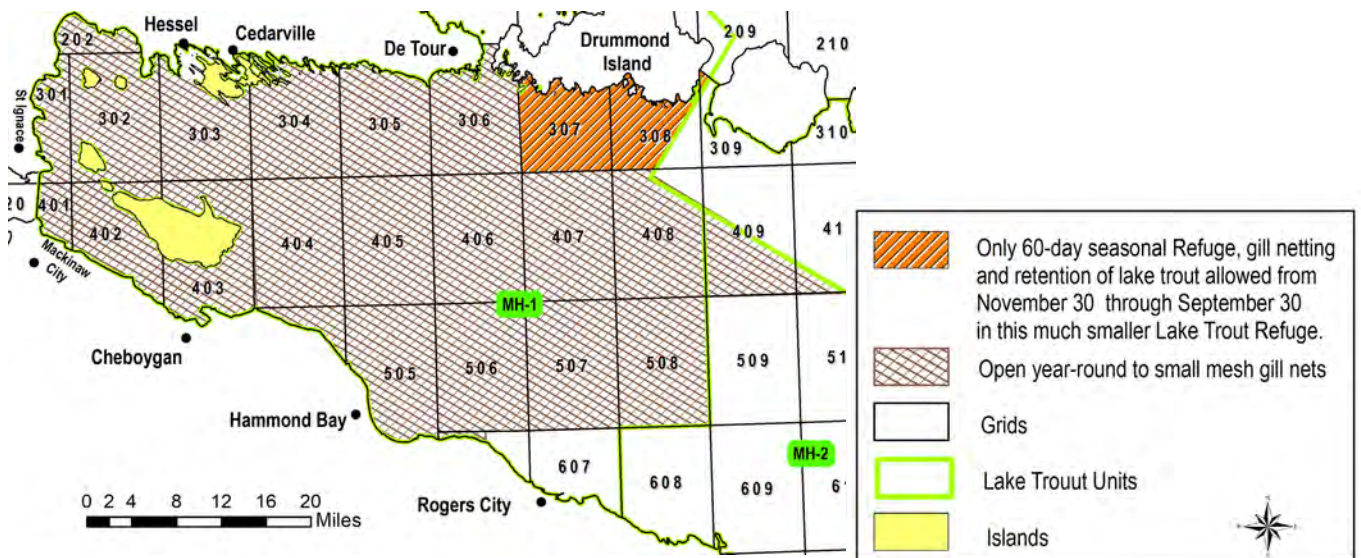 Hessel
Cedarville
De Tour
Drummond
Island
209
210
202
301
302
303
304
305
306
307
308
309
310
St Ignace
20
401
402
403
404
405
406
407
408
409
41
Mackinaw
City
MH-1
Cheboygan
505
506
507
508
509
51
Hammond Bay
MH-2
607
608
609
61
Rogers City
0 2 4 8 12 16 20
Miles
Only 60-day seasonal Refuge, gill netting
and retention of lake trout allowed from
November 30 through September 30
in this much smaller Lake Trout Refuge.
Open year-round to small mesh gill nets
Grids
Lake Trouut Units
Islands